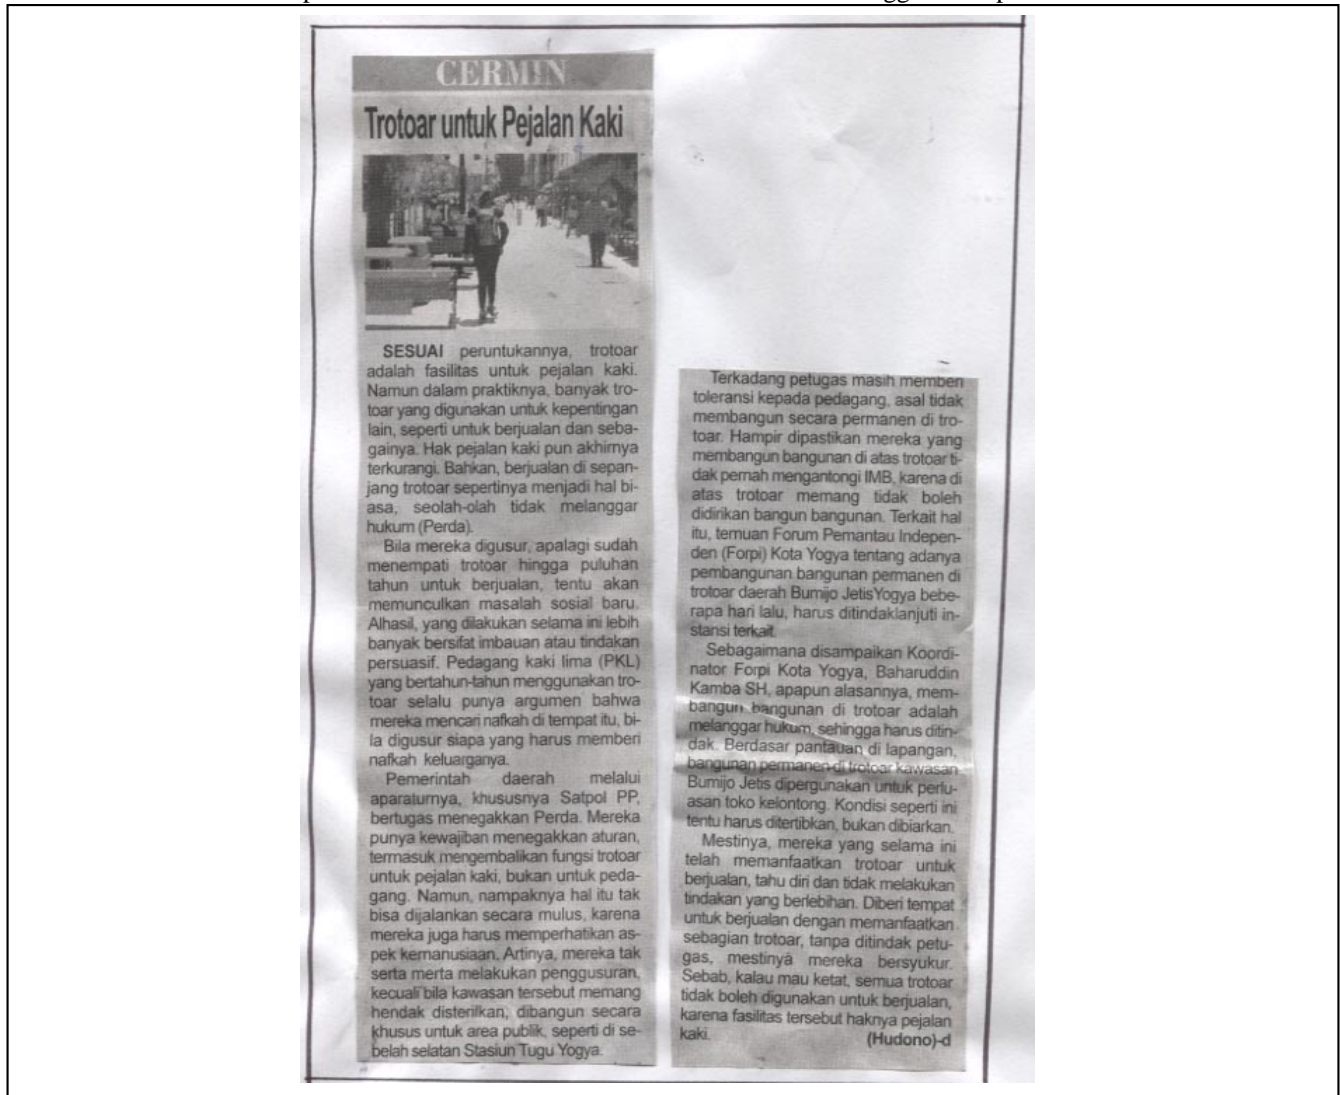 CERMIN
Trotoar untuk Pejalan Kaki
SESUAI peruntukannya, trotoar
adalah fasilitas untuk pejalan kaki.
Namun dalam praktiknya, banyak tro-
toar yang digunakan untuk kepentingan
lain, seperti untuk berjualan dan seba-
gainya. Hak pejalan kaki pun akhirnya
terkurangi. Bahkan, berjualan di sepan-
jang trotoar sepertinya menjadi hal bi-
asa, seolah-olah tidak melanggar
hukum (Perda).
Bila mereka digusur, apalagi sudah
menempati trotoar hingga puluhan
tahun untuk berjualan, tentu akan
memunculkan masalah sosial baru.
Alhasil, yang dilakukan selama ini lebih
banyak bersifat imbauan atau tindakan
persuasif. Pedagang kaki lima (PKL)
yang bertahun-tahun menggunakan tro-
toar selalu punya argumen bahwa
mereka mencari nafkah di tempat itu, bi-
la digusur siapa yang harus memberi
nafkah keluarganya.
Pemerintah daerah melalui
aparaturnya, khususnya Satpol PP,
bertugas menegakkan Perda. Mereka
punya kewajiban menegakkan aturan,
termasuk mengembalikan fungsi trotoar
untuk pejalan kaki, bukan untuk peda-
gang. Namun, nampaknya hal itu tak
bisa dijalankan secara mulus, karena
mereka juga harus memperhatikan as-
pek kemanusiaan. Artinya, mereka tak
serta merta melakukan penggusuran,
kecuali bila kawasan tersebut memang
hendak disterilkan, dibangun secara
khusus untuk area publik, seperti di se-
belah selatan Stasiun Tugu Yogya.
Terkadang petugas masih memberi
toleransi kepada pedagang, asal tidak
membangun secara permanen di tro-
toar. Hampir dipastikan mereka yang
membangun bangunan di atas trotoar ti-
dak pernah mengantongi IMB, karena di
atas trotoar memang tidak boleh
didirikan bangun bangunan. Terkait hal
itu, temuan Forum Pemantau Indepen-
den (Forpi) Kota Yogya tentang adanya
pembangunan bangunan permanen di
trotoar daerah Bumijo JetisYogya bebe-
rapa hari lalu, harus ditindaklanjuti in-
stansi terkait.
Sebagaimana disampaikan Koordi-
nator Forpi Kota Yogya, Baharuddin
Kamba SH, apapun alasannya, mem-
bangun bangunan di trotoar adalah
melanggar hukum, sehingga harus ditin-
dak. Berdasar pantauan di lapangan,
bangunan permanen di trotoar kawasan
Bumijo Jetis dipergunakan untuk perlu-
asan toko kelontong. Kondisi seperti ini
tentu harus ditertibkan, bukan dibiarkan.
Mestinya, mereka yang selama ini
telah memanfaatkan trotoar untuk
berjualan, tahu diri dan tidak melakukan
tindakan yang berlebihan. Diberi tempat
untuk berjualan dengan memanfaatkan
sebagian trotoar, tanpa ditindak petu-
gas, mestinya mereka bersyukur.
Sebab, kalau mau ketat, semua trotoar
tidak boleh digunakan untuk berjualan,
karena fasilitas tersebut haknya pejalan
kaki. (Hudono)-d